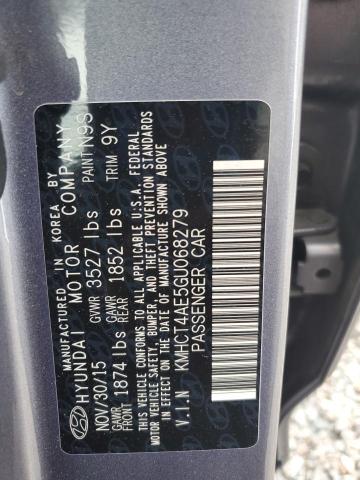 MANUFACTURED IN KOREA BY
HYUNDAI MOTOR COMPANY
NOV/30/15 GVWR 3527 lbs PAINT N9S
GAWR FRONT 1874 lbs GAWR REAR 1852 lbs TRIM 9Y
THIS VEHICLE CONFORMS TO ALL APPLICABLE U.S.A. FEDERAL
MOTOR VEHICLE SAFETY, BUMPER, AND THEFT PREVENTION STANDARDS
IN EFFECT ON THE DATE OF MANUFACTURE SHOWN ABOVE.
V.I.N KMHCT4AE5GU068279
PASSENGER CAR